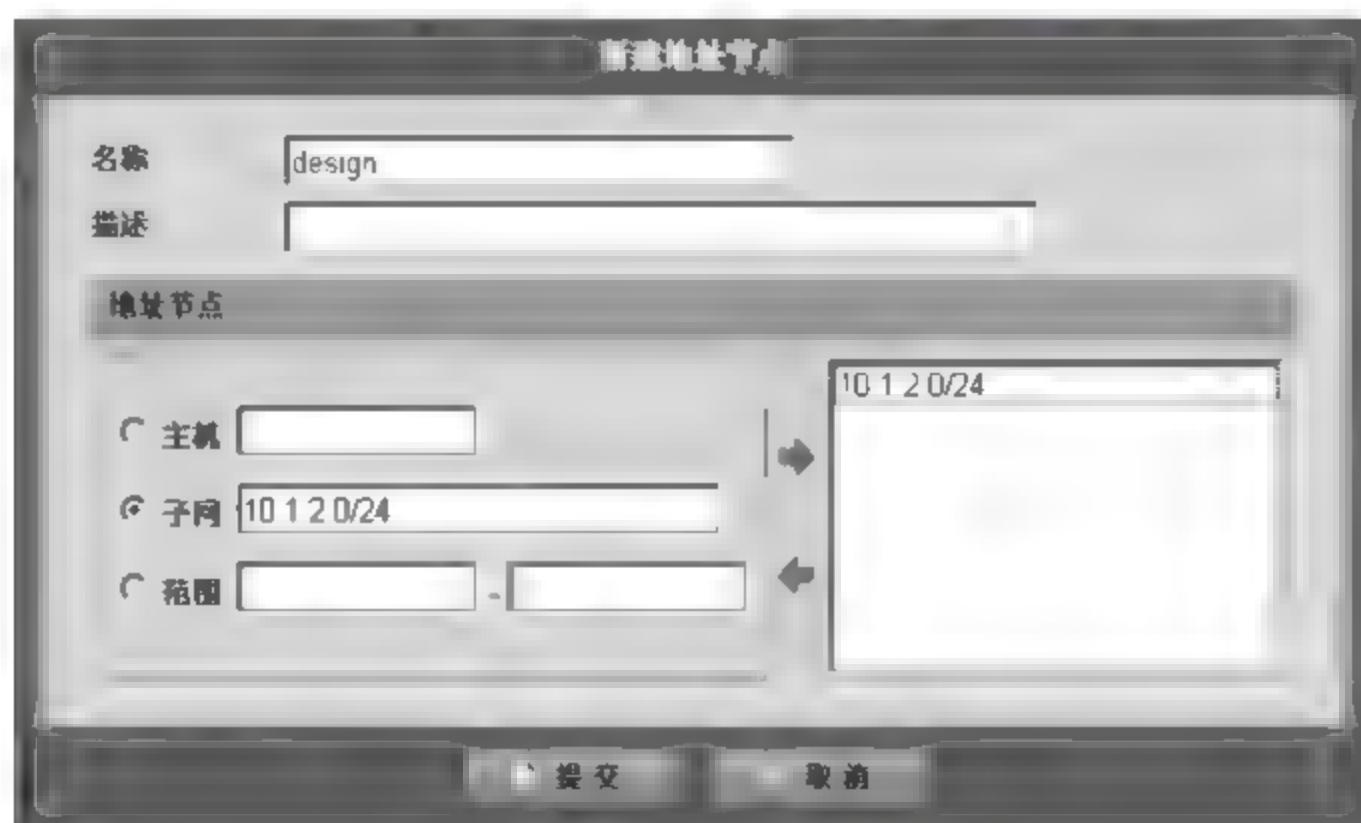 新建地址节点
名称 design
描述
地址节点
10 1 2 0/24
主机
子网 10 1 2 0/24
范围 -
提交 取消